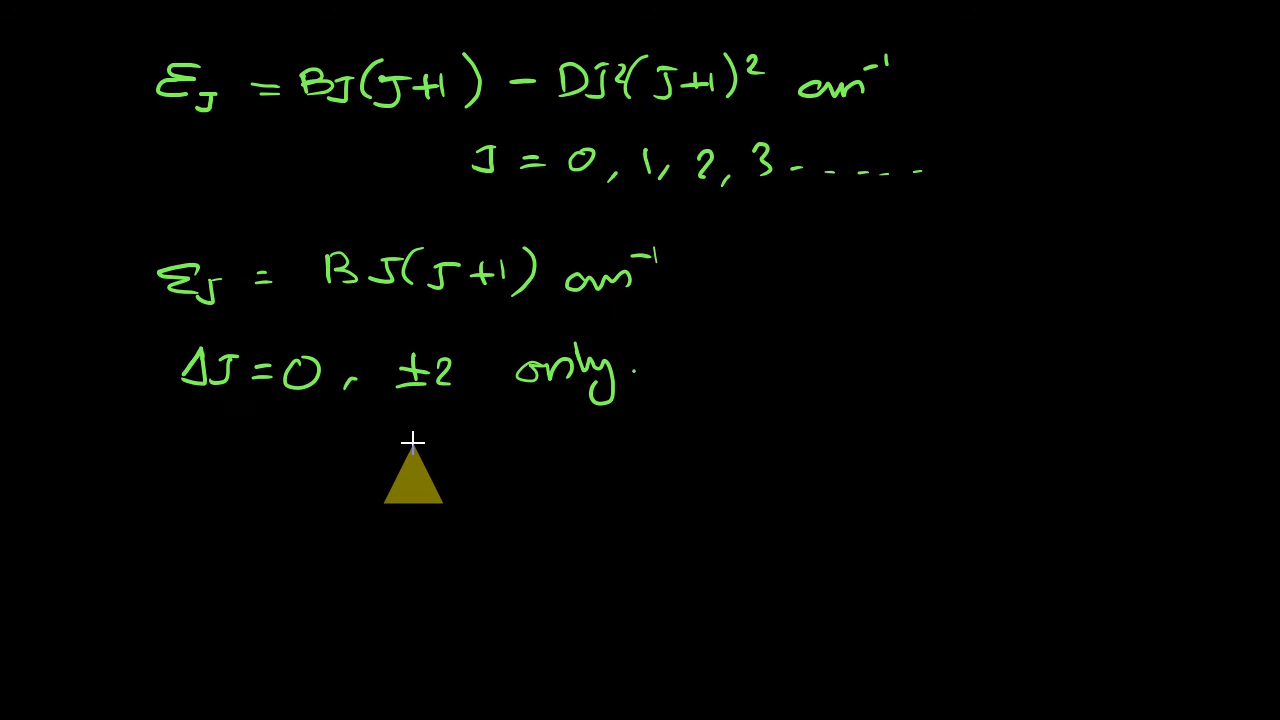 εJ = BJ(J+1) - DJ²(J+1)² cm⁻¹
J = 0, 1, 2, 3 - - - - -
εJ = BJ(J+1) cm⁻¹
ΔJ = 0, ±2 only.